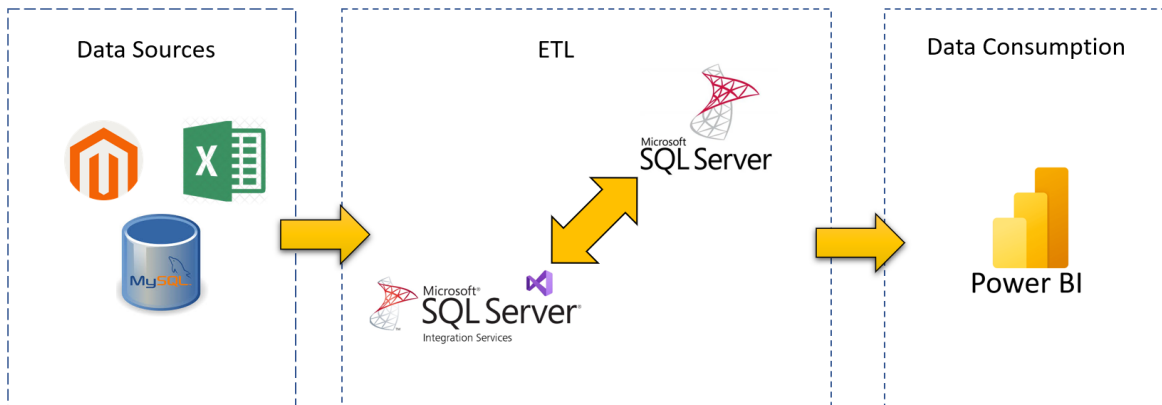 Data Sources
ETL
Data Consumption
Microsoft
SQL Server
X
MySQL
Microsoft®
SQL Server®
Integration Services
Power BI